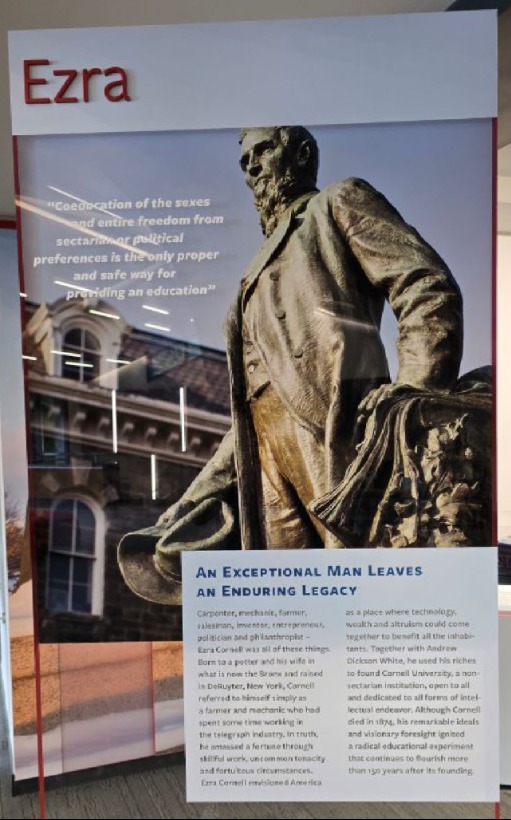 Ezra
"Coeducation of the sexes
and entire freedom from
sectarian or political
preferences is the only proper
and safe way for
providing an education"
AN EXCEPTIONAL MAN LEAVES
AN ENDURING LEGACY
Carpenter, mechanic, farmer,
salesman, inventor, entrepreneur,
politician and philanthropist –
Ezra Cornell was all of these things.
Born to a potter and his wife in
what is now the Bronx and raised
in DeRuyter, New York, Cornell
referred to himself simply as
a farmer and mechanic who had
spent some time working in
the telegraph industry. In truth,
he amassed a fortune through
skillful work, uncommon tenacity
and fortuitous circumstances.
Ezra Cornell envisioned America
as a place where technology,
wealth and altruism could come
together to benefit all the inhabi-
tants. Together with Andrew
Dickson White, he used his riches
to found Cornell University, a non-
sectarian institution, open to all
and dedicated to all forms of intel-
lectual endeavor. Although Cornell
died in 1874, his remarkable ideals
and visionary foresight ignited
a radical educational experiment
that continues to flourish more
than 150 years after its founding.